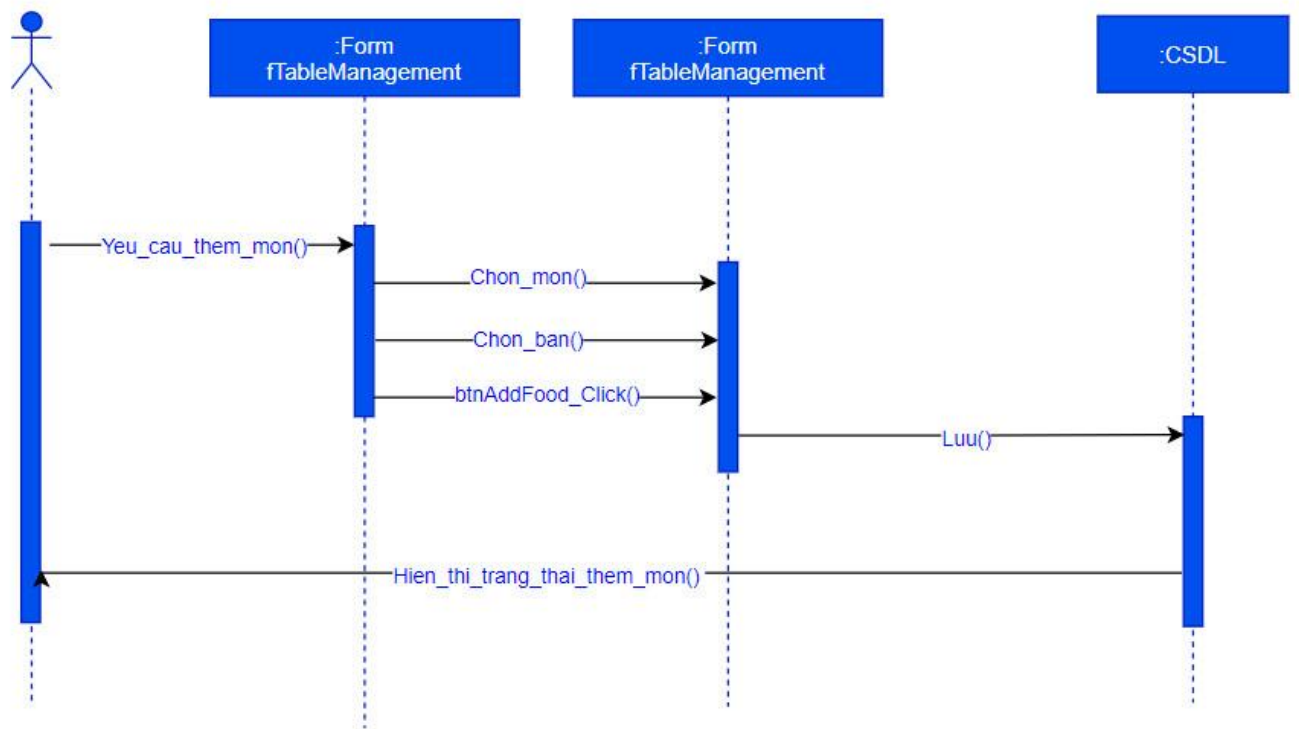 :Form
fTableManagement
:Form
fTableManagement
:CSDL
Yeu_cau_them_mon()
Chon_mon()
Chon_ban()
btnAddFood_Click()
Luu()
Hien_thi_trang_thai_them_mon()